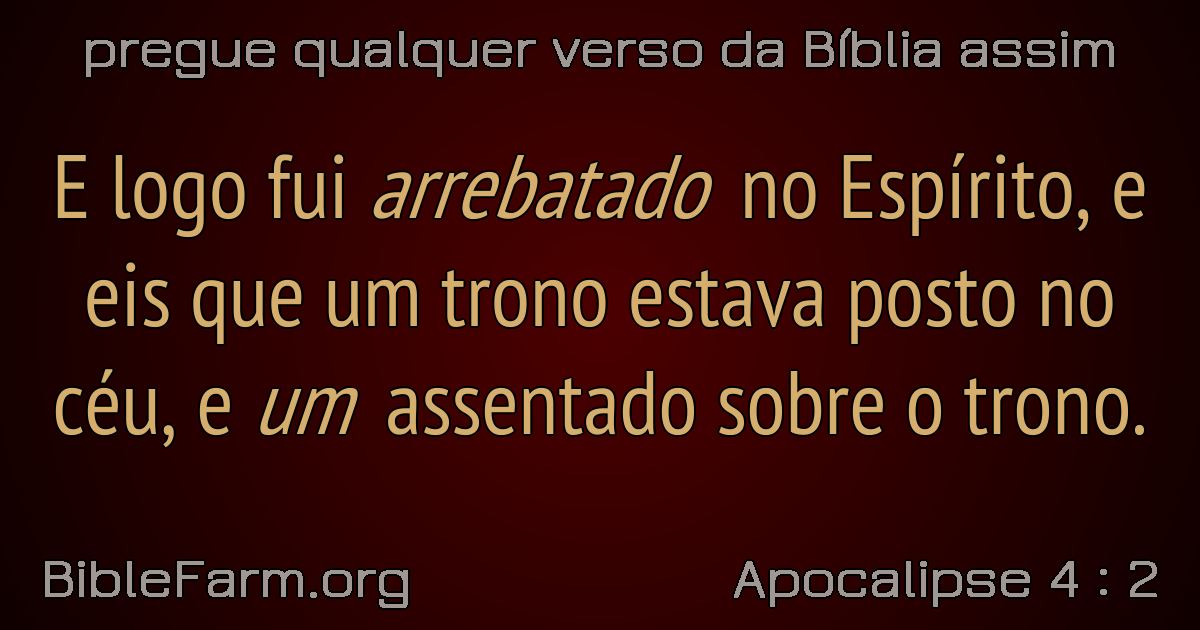 pregue qualquer verso da Bíblia assim
E logo fui arrebatado no Espírito, e
eis que um trono estava posto no
céu, e um assentado sobre o trono.
BibleFarm.org
Apocalipse 4 : 2